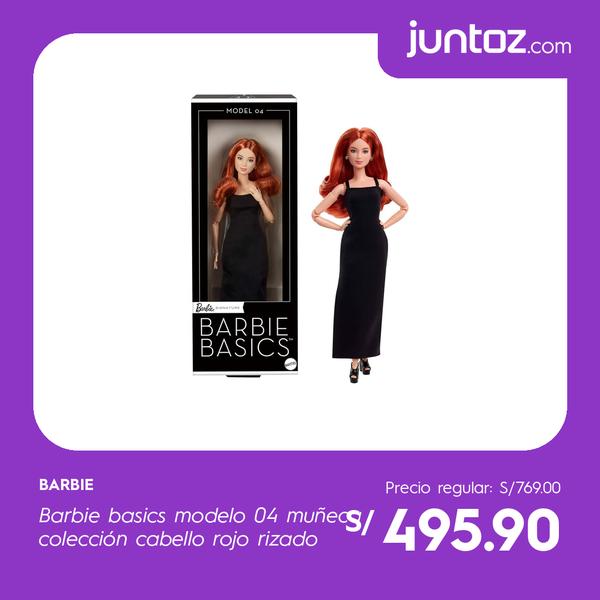 juntoz.com
MODEL 04
Barbie SIGNATURE
BARBIE
BASICS™
BARBIE
Precio regular: S/769.00
Barbie basics modelo 04 muñeca
colección cabello rojo rizado
S/ 495.90